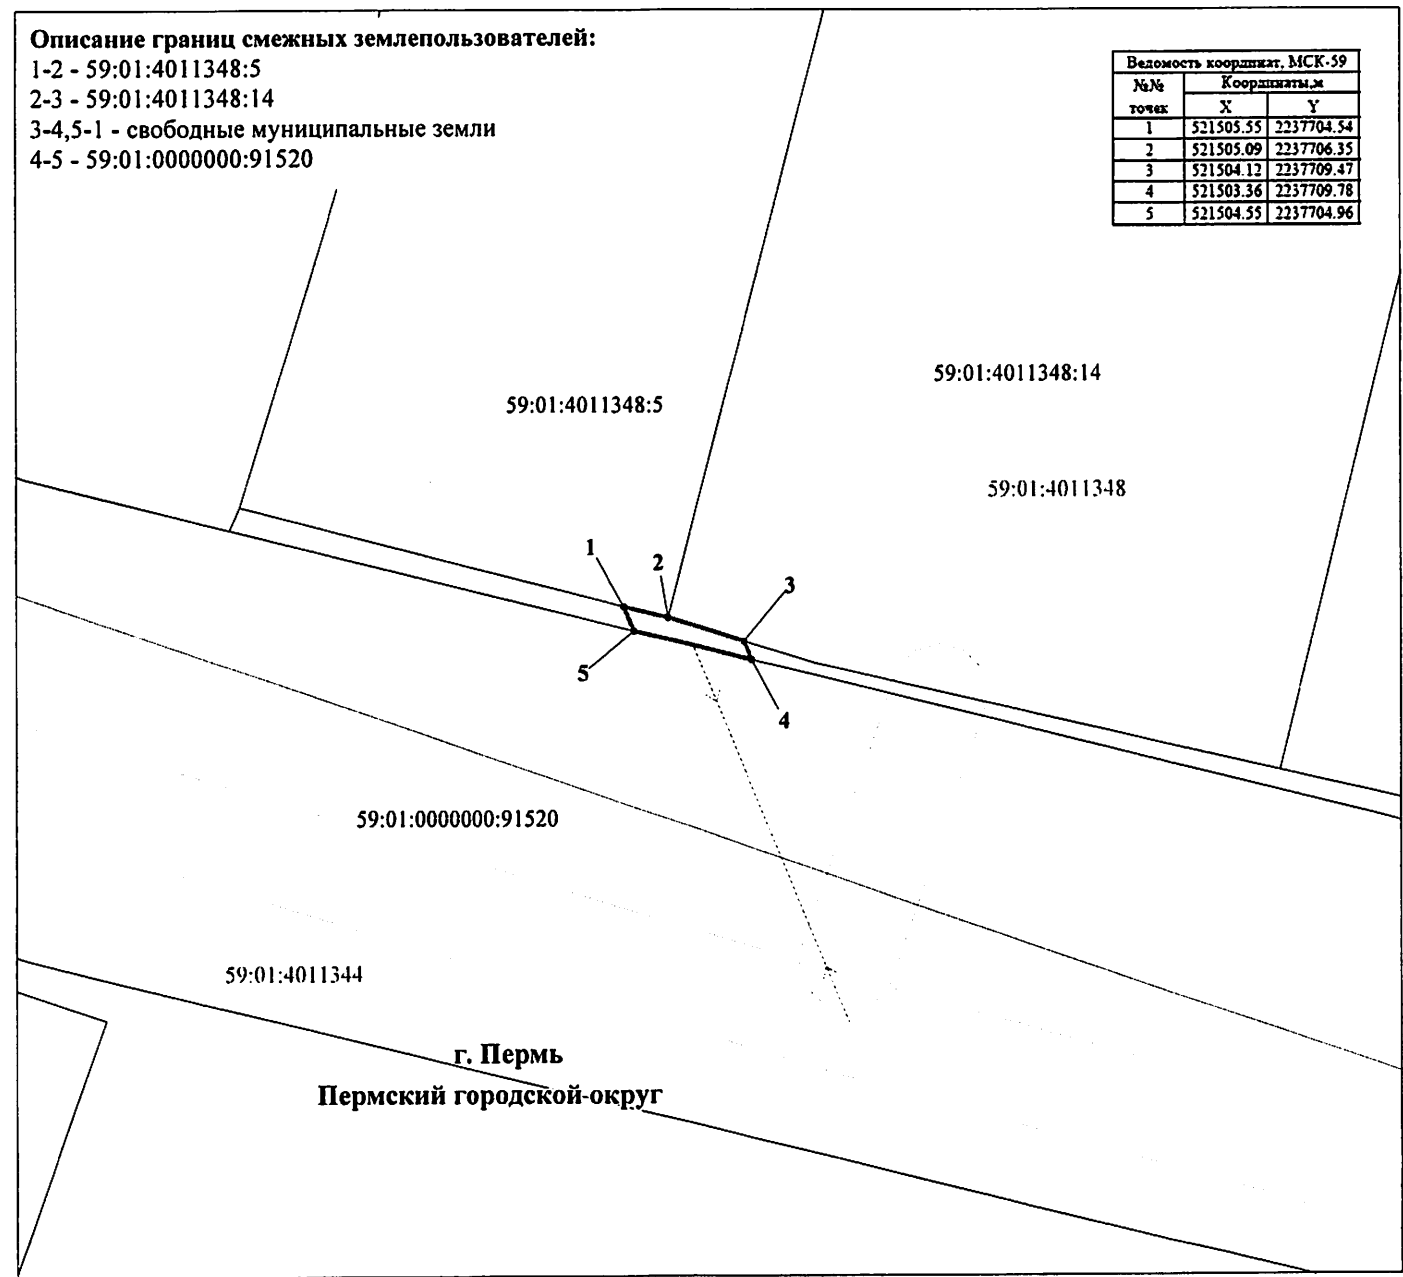 Описание границ смежных землепользователей:
1-2 - 59:01:4011348:5
2-3 - 59:01:4011348:14
3-4,5-1 - свободные муниципальные земли
4-5 - 59:01:0000000:91520
Ведомость координат, МСК-59
№№ точек Координаты,м
X Y
1 521505.55 2237704.54
2 521505.09 2237706.35
3 521504.12 2237709.47
4 521503.36 2237709.78
5 521504.55 2237704.96
59:01:4011348:14
59:01:4011348:5
59:01:4011348
1
2
3
5
4
59:01:0000000:91520
59:01:4011344
г. Пермь
Пермский городской округ